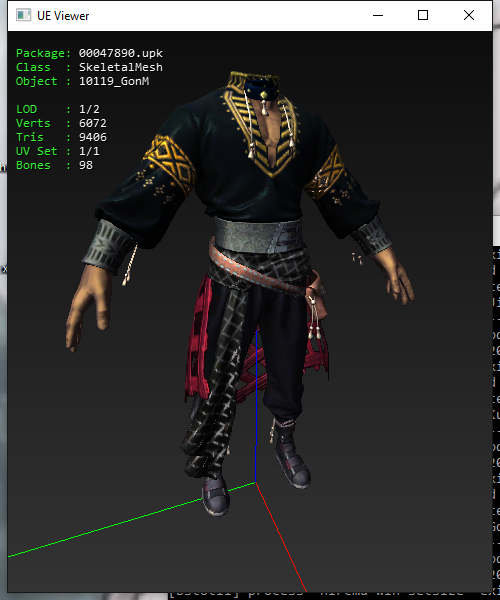 UE Viewer
Package: 00047890.upk
Class  : SkeletalMesh
Object : 10119_GonM
LOD    : 1/2
Verts  : 6072
Tris   : 9406
UV Set : 1/1
Bones  : 98